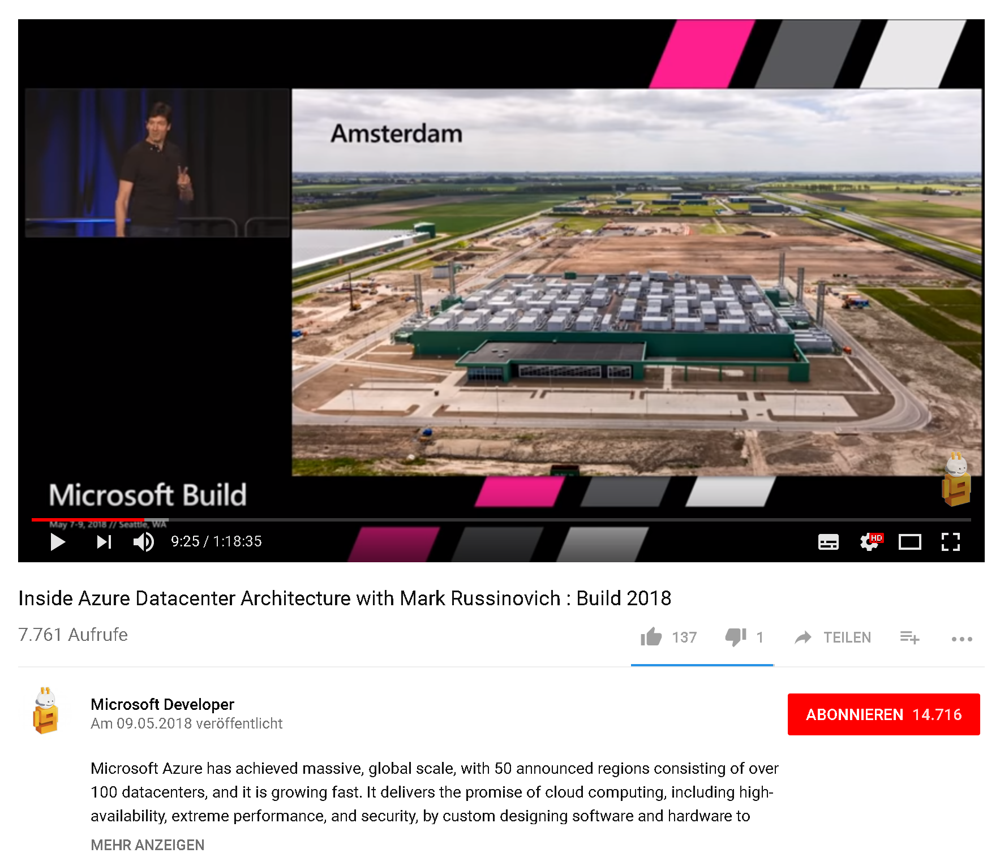 Amsterdam
Microsoft Build
May 7-9, 2018 // Seattle, WA
9:25 / 1:18:35
HD
Inside Azure Datacenter Architecture with Mark Russinovich : Build 2018
7.761 Aufrufe
137
1
TEILEN
Microsoft Developer
Am 09.05.2018 veröffentlicht
ABONNIEREN 14.716
Microsoft Azure has achieved massive, global scale, with 50 announced regions consisting of over
100 datacenters, and it is growing fast. It delivers the promise of cloud computing, including high-
availability, extreme performance, and security, by custom designing software and hardware to
MEHR ANZEIGEN